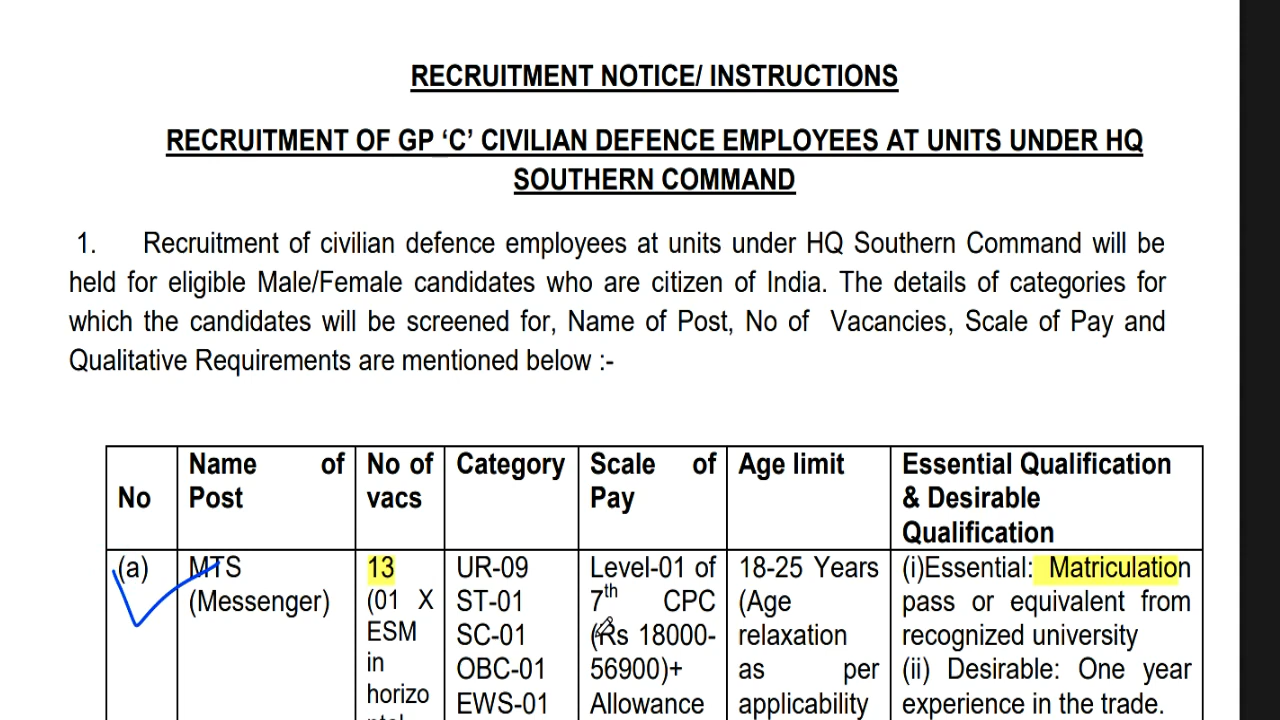 RECRUITMENT NOTICE/ INSTRUCTIONS
RECRUITMENT OF GP ‘C’ CIVILIAN DEFENCE EMPLOYEES AT UNITS UNDER HQ
SOUTHERN COMMAND
1. Recruitment of civilian defence employees at units under HQ Southern Command will be
held for eligible Male/Female candidates who are citizen of India. The details of categories for
which the candidates will be screened for, Name of Post, No of Vacancies, Scale of Pay and
Qualitative Requirements are mentioned below :-
No
Name of
Post
No of
vacs
Category
Scale of
Pay
Age limit
Essential Qualification
& Desirable
Qualification
(a)
MTS
(Messenger)
13
(01 X
ESM
in
horizo
UR-09
ST-01
SC-01
OBC-01
EWS-01
Level-01 of
7th CPC
(Rs 18000-
56900)+
Allowance
18-25 Years
(Age
relaxation
as per
applicability
(i)Essential: Matriculation
pass or equivalent from
recognized university
(ii) Desirable: One year
experience in the trade.